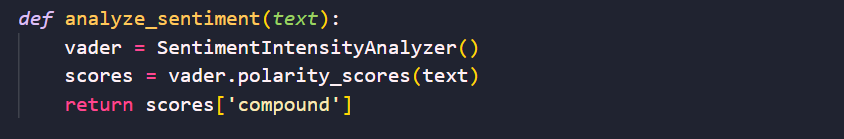 def analyze_sentiment(text):
    vader = SentimentIntensityAnalyzer()
    scores = vader.polarity_scores(text)
    return scores['compound']